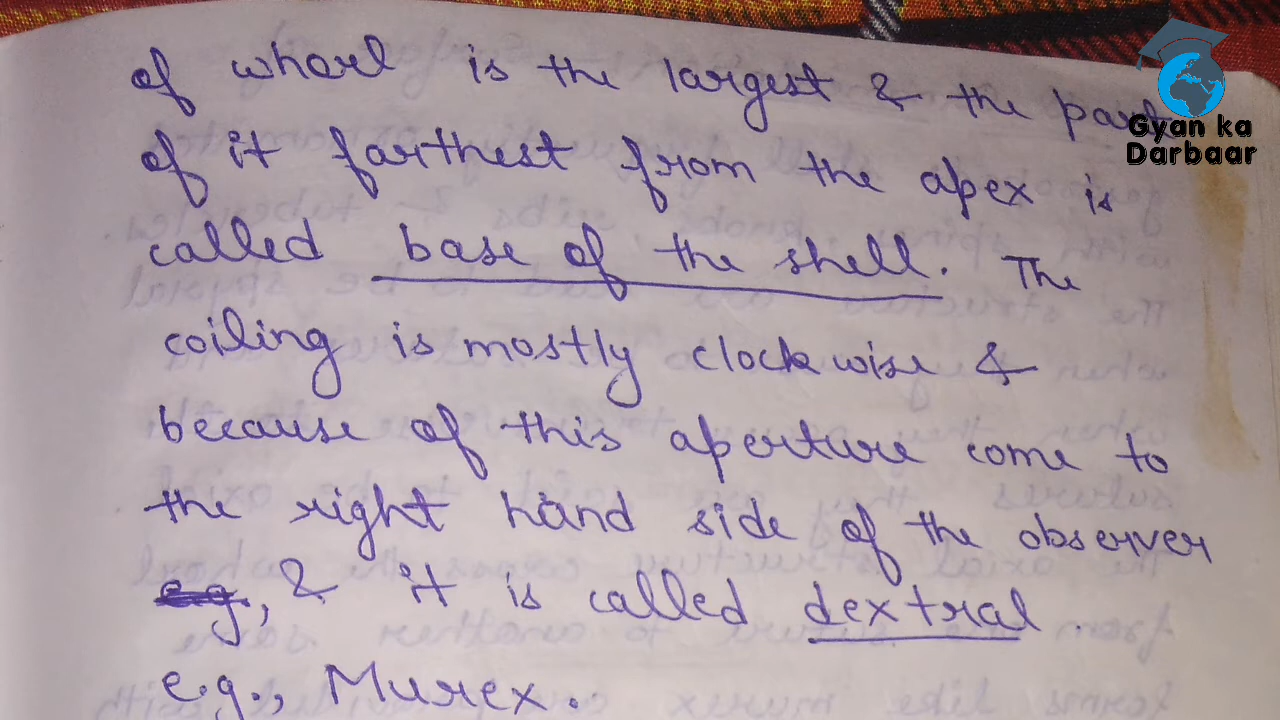 of whorl is the largest & the part
of it farthest from the apex is
called base of the shell. The
coiling is mostly clockwise &
because of this aperture come to
the right hand side of the observer
e.g, & it is called dextral.
e.g., Murex.
Gyan ka
Darbaar